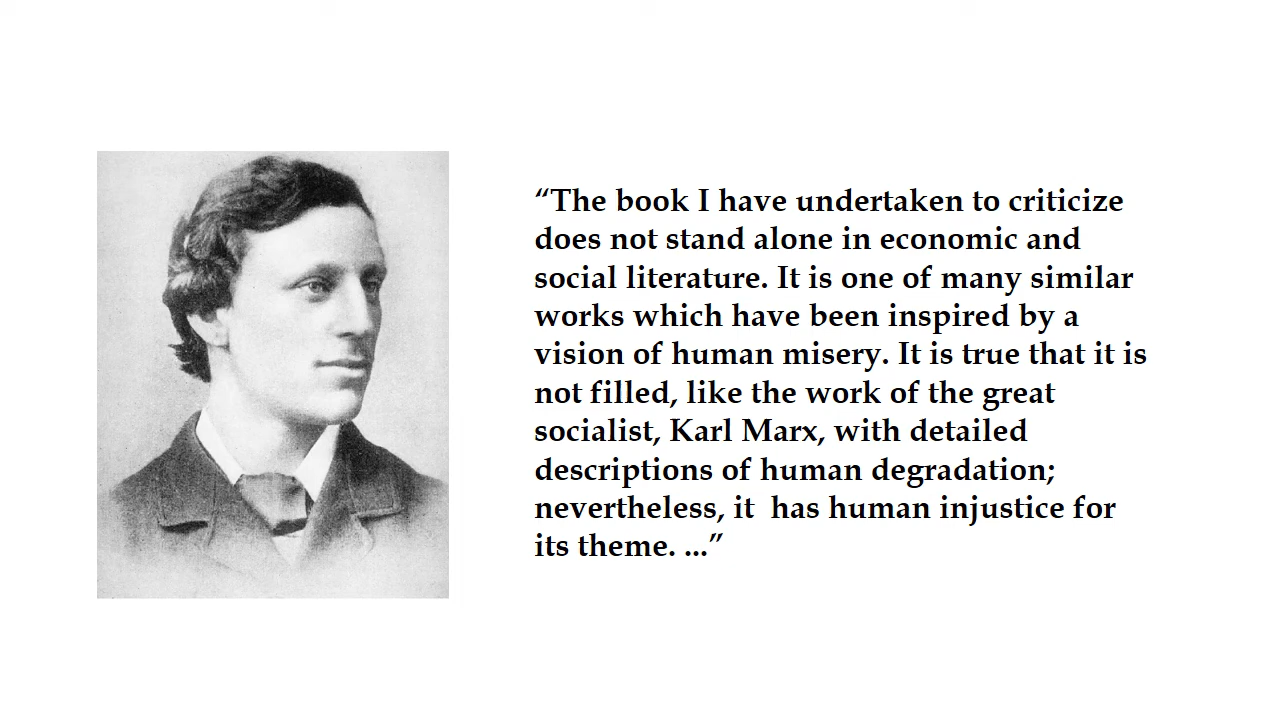 “The book I have undertaken to criticize
does not stand alone in economic and
social literature. It is one of many similar
works which have been inspired by a
vision of human misery. It is true that it is
not filled, like the work of the great
socialist, Karl Marx, with detailed
descriptions of human degradation;
nevertheless, it  has human injustice for
its theme. ...”